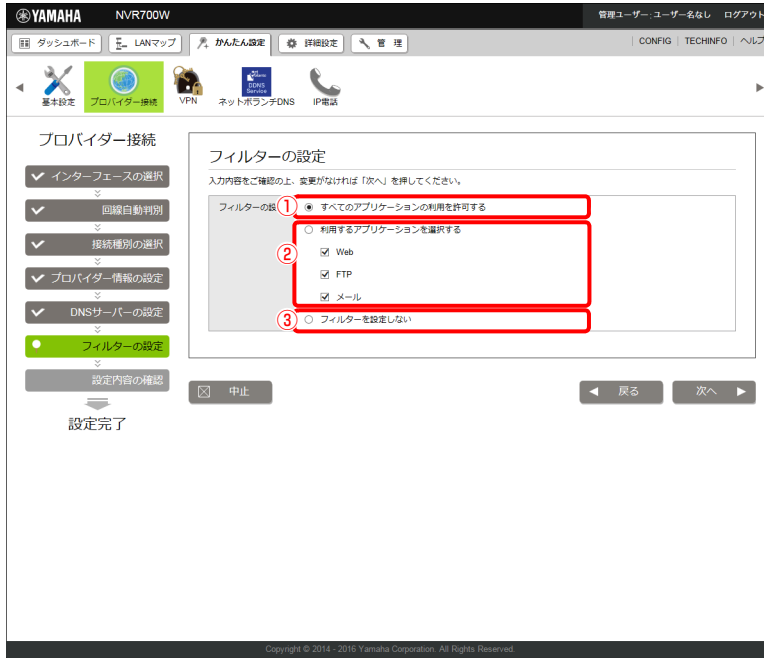 YAMAHA NVR700W 管理ユーザー:ユーザー名なし ログアウト
ダッシュボード LANマップ かんたん設定 詳細設定 管 理 CONFIG TECHINFO ヘルプ
基本設定 プロバイダー接続 VPN ネットボランチDNS IP電話
DDNS
Service
プロバイダー接続
インターフェースの選択
回線自動判別
接続種別の選択
プロバイダー情報の設定
DNSサーバーの設定
フィルターの設定
設定内容の確認
設定完了
フィルターの設定
入力内容をご確認の上、変更がなければ「次へ」を押してください。
フィルターの設
① すべてのアプリケーションの利用を許可する
② 利用するアプリケーションを選択する
Web
FTP
メール
③ フィルターを設定しない
中止 戻る 次へ
Copyright © 2014 - 2016 Yamaha Corporation. All Rights Reserved.